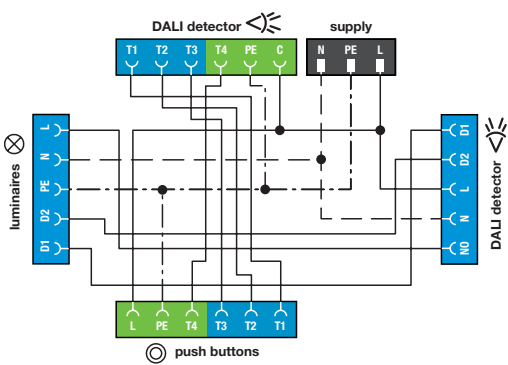 DALI detector
supply
T1 T2 T3 T4 PE C
N PE L
luminaires
L
N
PE
D2
D1
D1
D2
L
N
NO
DALI detector
L PE T4 T3 T2 T1
push buttons